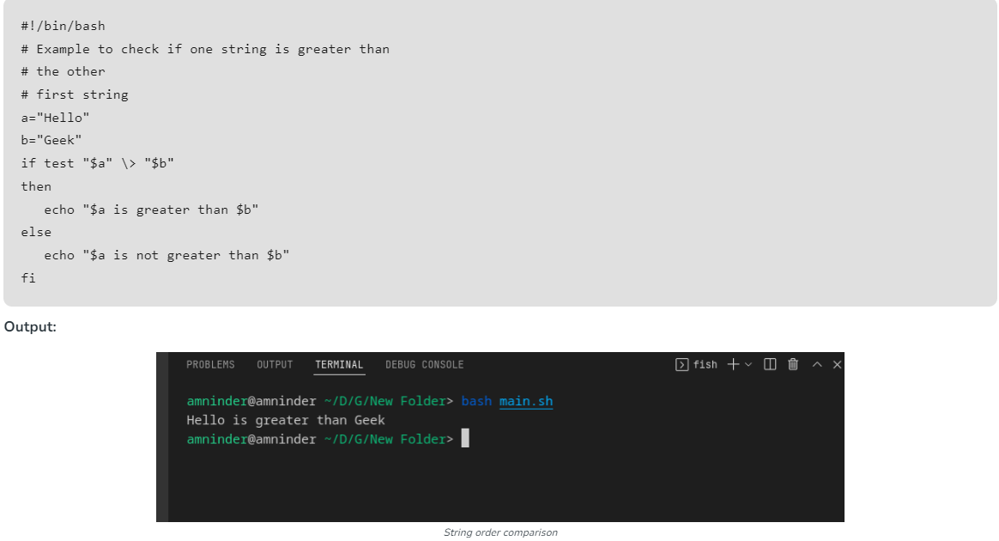 #!/bin/bash
# Example to check if one string is greater than
# the other
# first string
a="Hello"
b="Geek"
if test "$a" \> "$b"
then
   echo "$a is greater than $b"
else
   echo "$a is not greater than $b"
fi
Output:
PROBLEMS OUTPUT TERMINAL DEBUG CONSOLE fish
amninder@amninder ~/D/G/New Folder> bash main.sh
Hello is greater than Geek
amninder@amninder ~/D/G/New Folder>
String order comparison